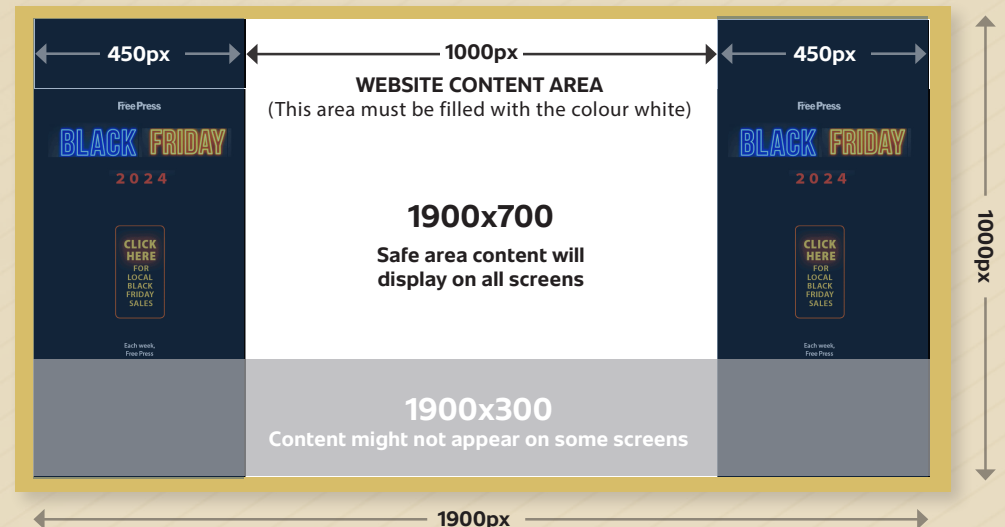 450px
1000px
450px
WEBSITE CONTENT AREA
(This area must be filled with the colour white)
Free Press
BLACK FRIDAY
2024
CLICK
HERE
FOR
LOCAL
BLACK
FRIDAY
SALES
Each week,
Free Press
1900x700
Safe area content will
display on all screens
Free Press
BLACK FRIDAY
2024
CLICK
HERE
FOR
LOCAL
BLACK
FRIDAY
SALES
Each week,
Free Press
1000px
1900x300
Content might not appear on some screens
1900px